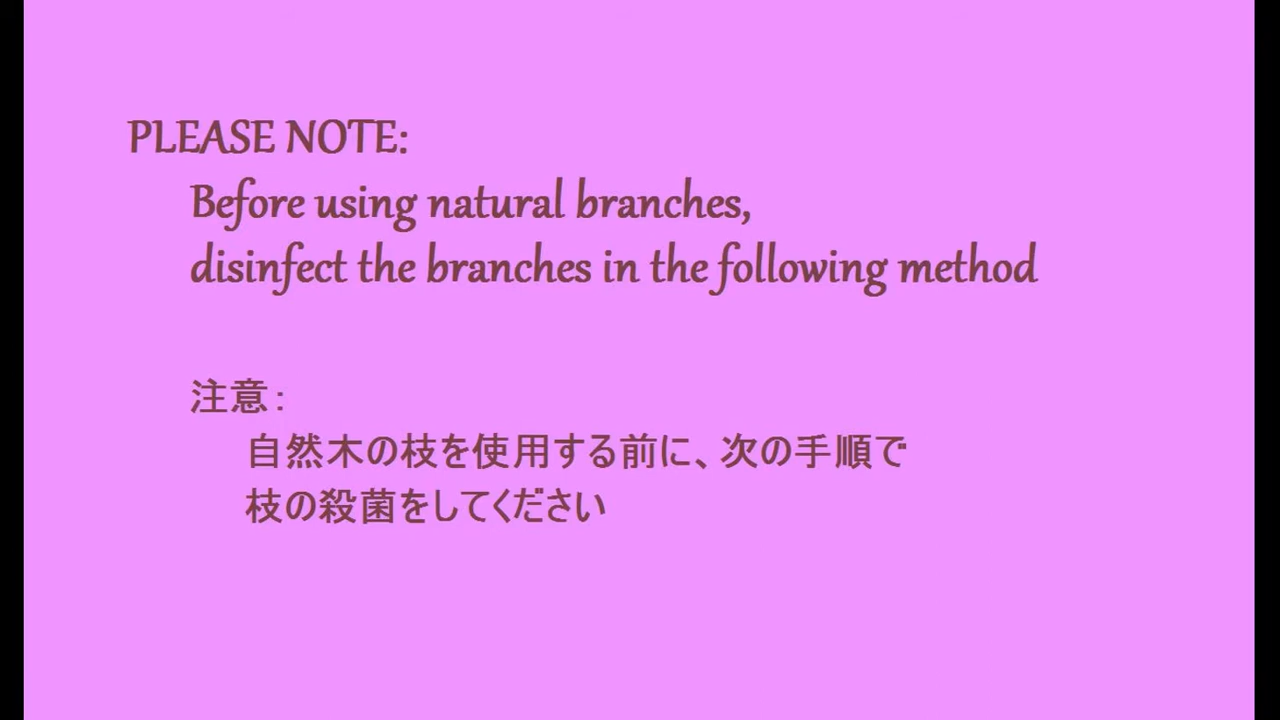 PLEASE NOTE:
Before using natural branches,
disinfect the branches in the following method
注意：
自然木の枝を使用する前に、次の手順で
枝の殺菌をしてください